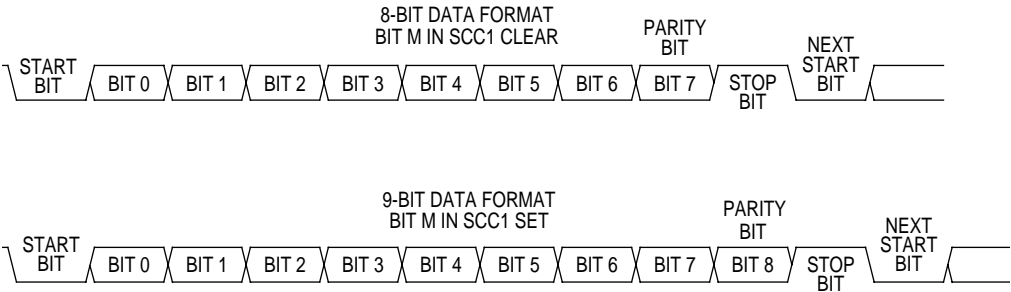 8-BIT DATA FORMAT
BIT M IN SCC1 CLEAR
PARITY
BIT
START
BIT
BIT 0
BIT 1
BIT 2
BIT 3
BIT 4
BIT 5
BIT 6
BIT 7
STOP
BIT
NEXT
START
BIT
9-BIT DATA FORMAT
BIT M IN SCC1 SET
PARITY
BIT
START
BIT
BIT 0
BIT 1
BIT 2
BIT 3
BIT 4
BIT 5
BIT 6
BIT 7
BIT 8
STOP
BIT
NEXT
START
BIT